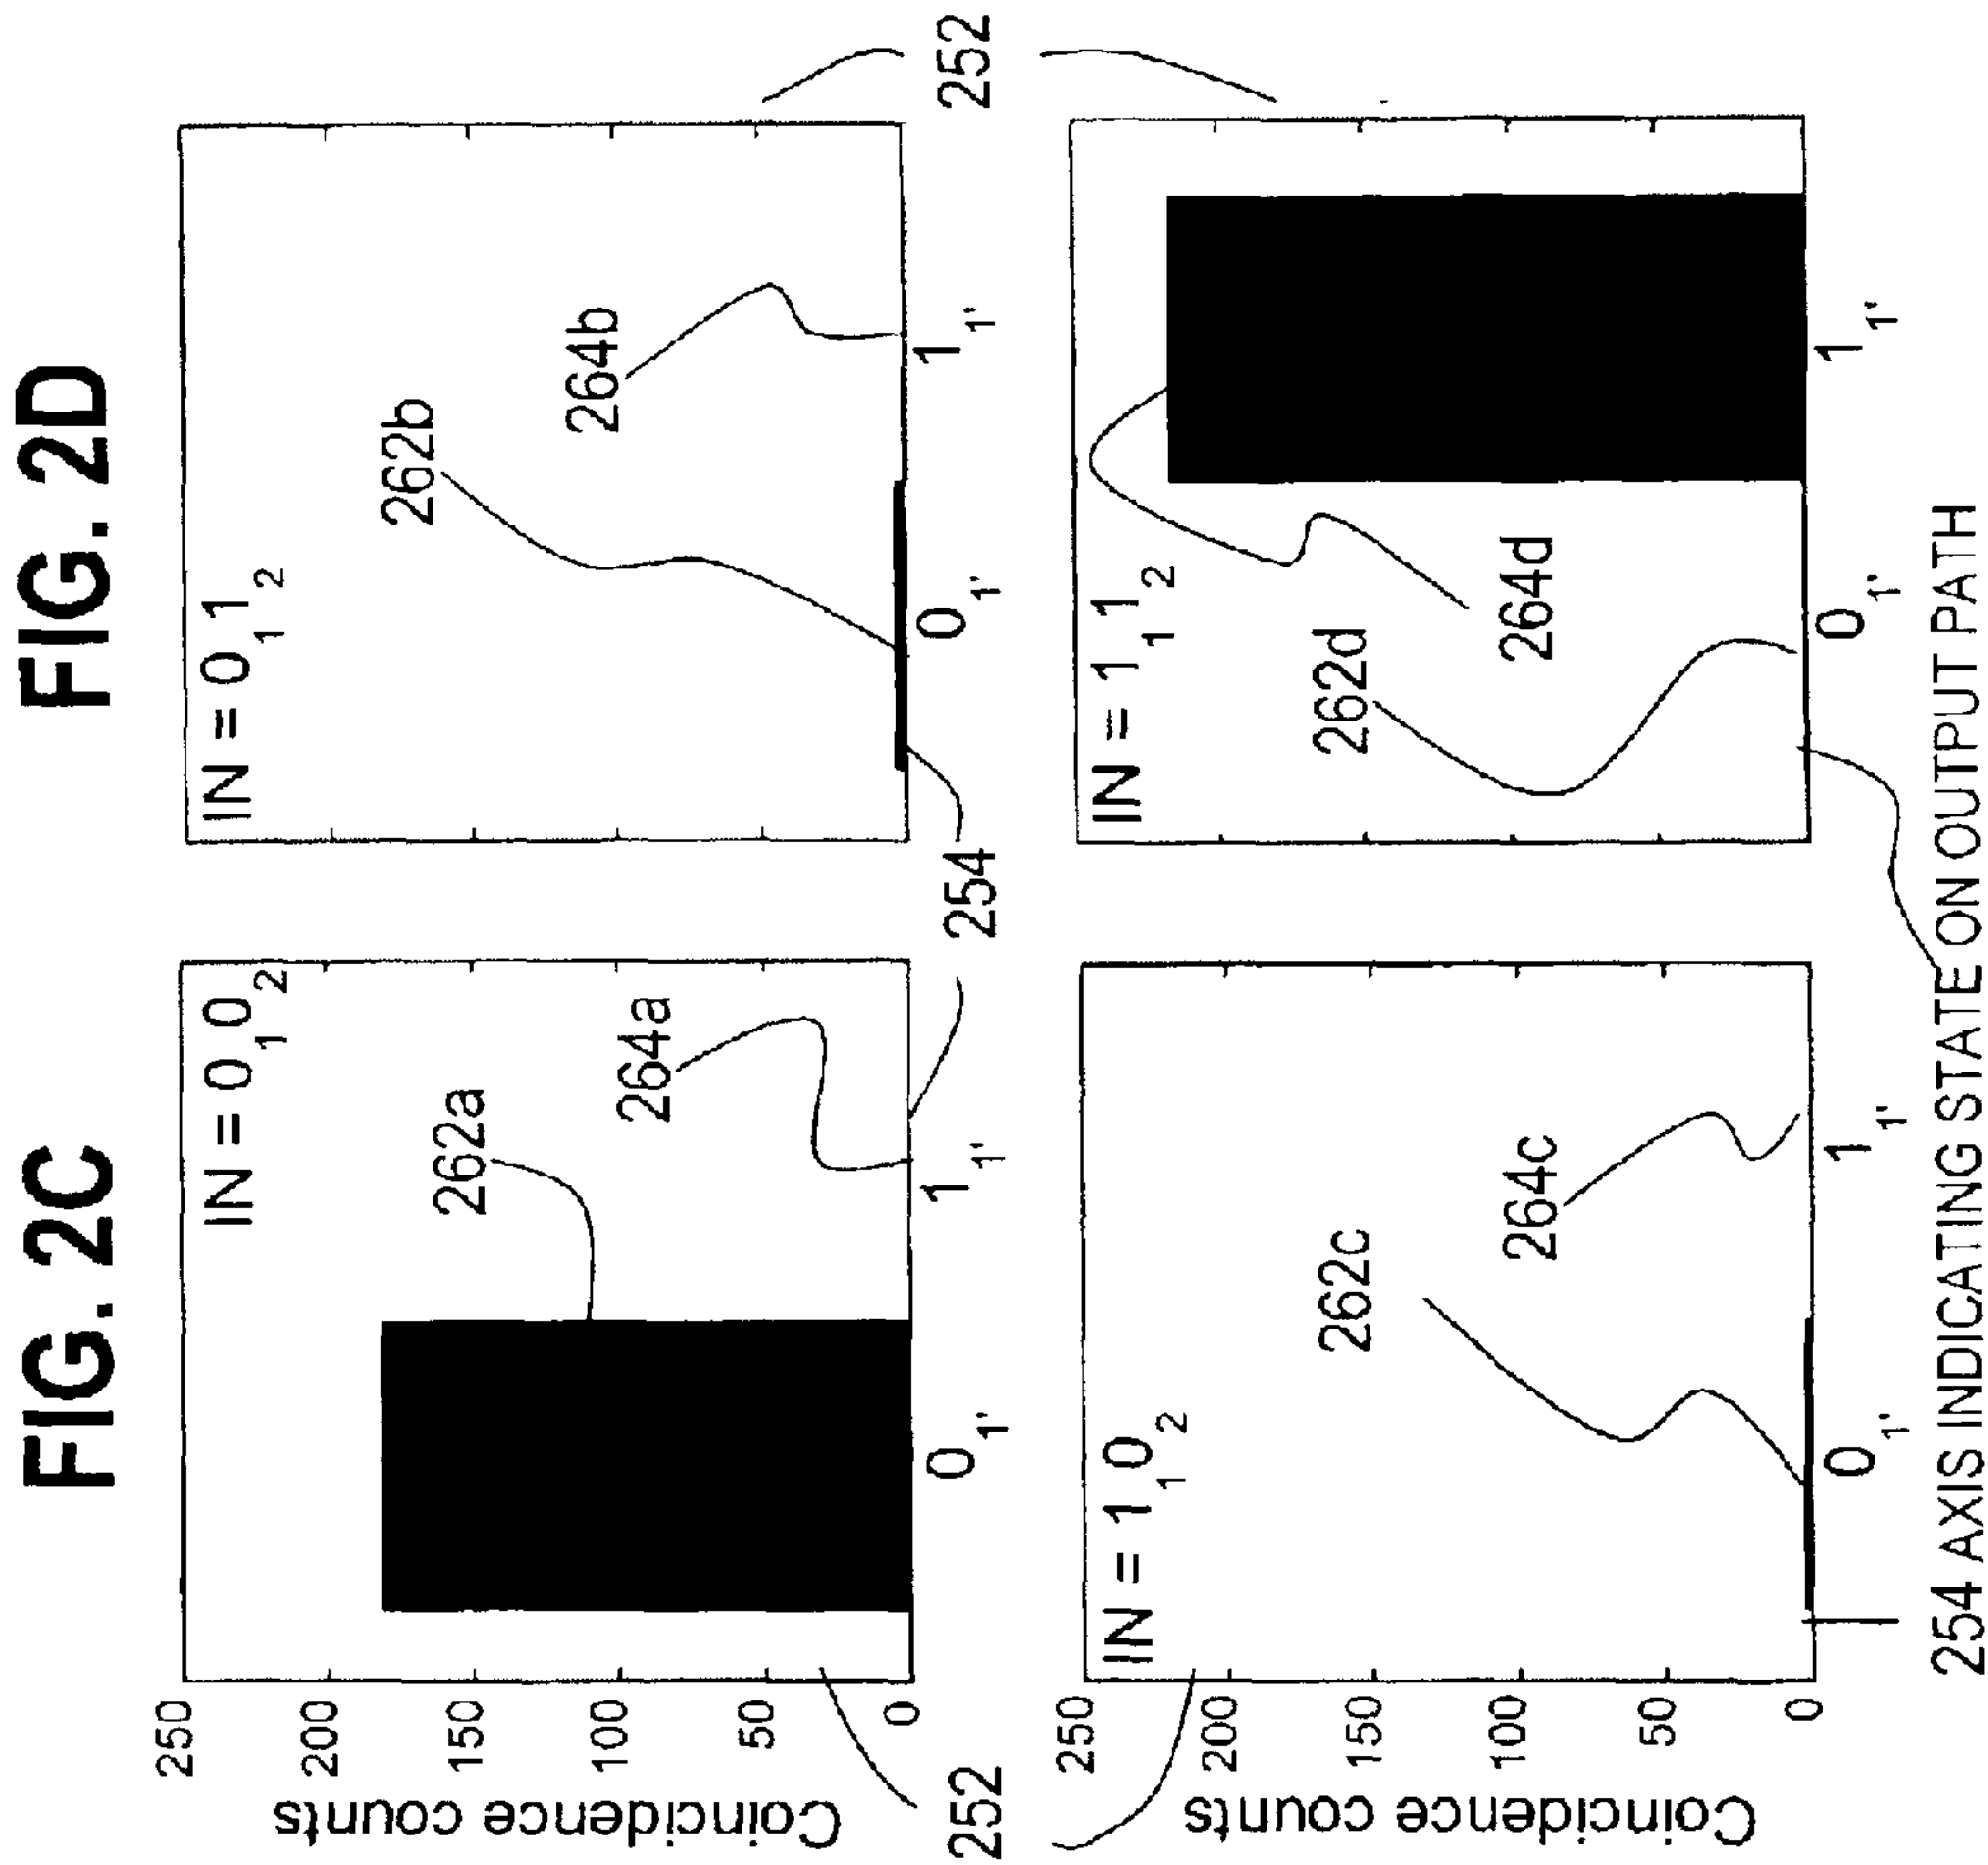 FIG. 2C
FIG. 2D
Coincidence counts
250
200
150
100
50
0
IN = 0₁0₂
262a
264a
0₁'
1₁'
IN = 0₁1₂
262b
264b
0₁'
1₁'
252
254
252
Coincidence counts
250
200
150
100
50
0
IN = 1₁0₂
262c
264c
0₁'
1₁'
IN = 1₁1₂
262d
264d
0₁'
1₁'
254 AXIS INDICATING STATE ON OUTPUT PATH